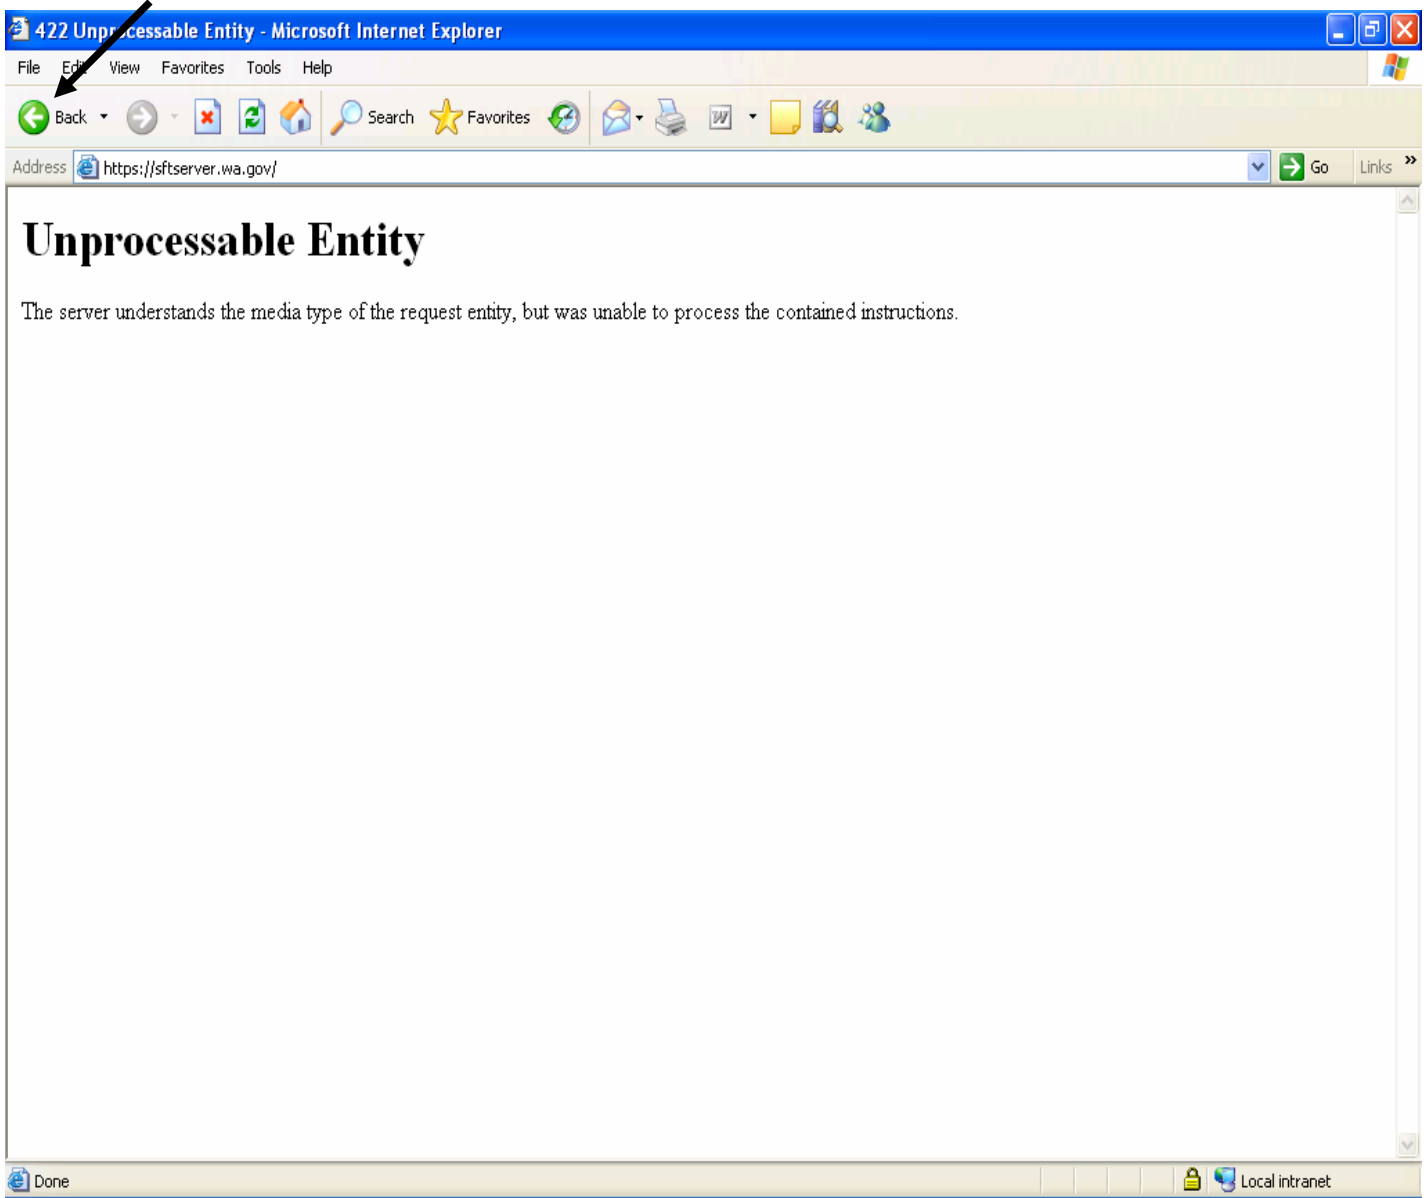 422 Unprocessable Entity - Microsoft Internet Explorer
File Edit View Favorites Tools Help
Back Search Favorites W
Address https://sftserver.wa.gov/ Go Links »
Unprocessable Entity
The server understands the media type of the request entity, but was unable to process the contained instructions.
Done Local intranet